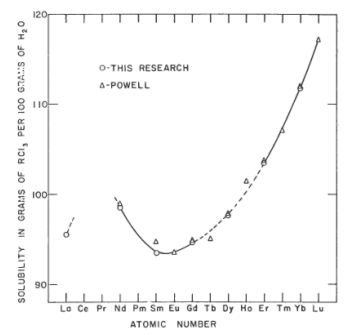 120
110
100
90
SOLUBILITY IN GRAMS OF RCl₃ PER 100 GRAMS OF H₂O
○-THIS RESEARCH
△-POWELL
La Ce Pr Nd Pm Sm Eu Gd Tb Dy Ho Er Tm Yb Lu
ATOMIC NUMBER